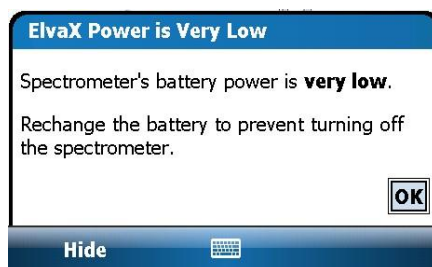 ElvaX Power is Very Low
Spectrometer's battery power is very low.
Rechange the battery to prevent turning off
the spectrometer.
OK
Hide